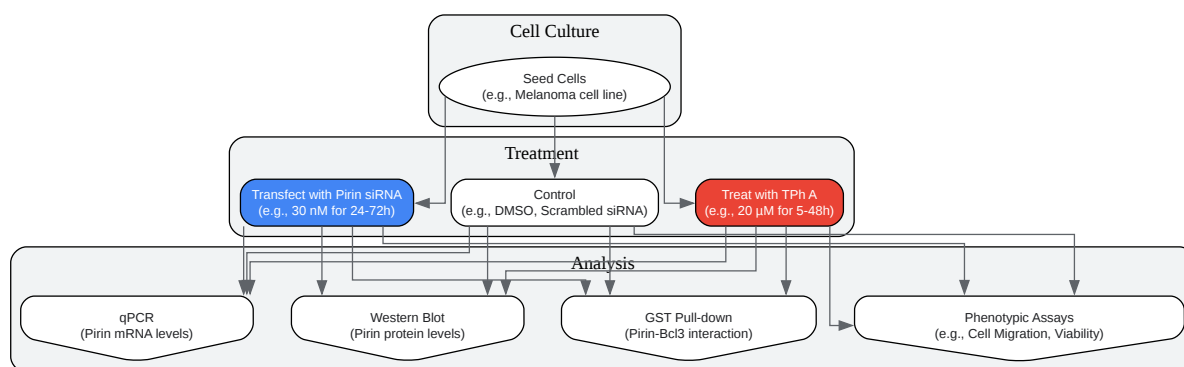 Cell Culture
Seed Cells
(e.g., Melanoma cell line)
Treatment
Transfect with Pirin siRNA
(e.g., 30 nM for 24-72h)
Control
(e.g., DMSO, Scrambled siRNA)
Treat with TPh A
(e.g., 20 µM for 5-48h)
Analysis
qPCR
(Pirin mRNA levels)
Western Blot
(Pirin protein levels)
GST Pull-down
(Pirin-Bcl3 interaction)
Phenotypic Assays
(e.g., Cell Migration, Viability)